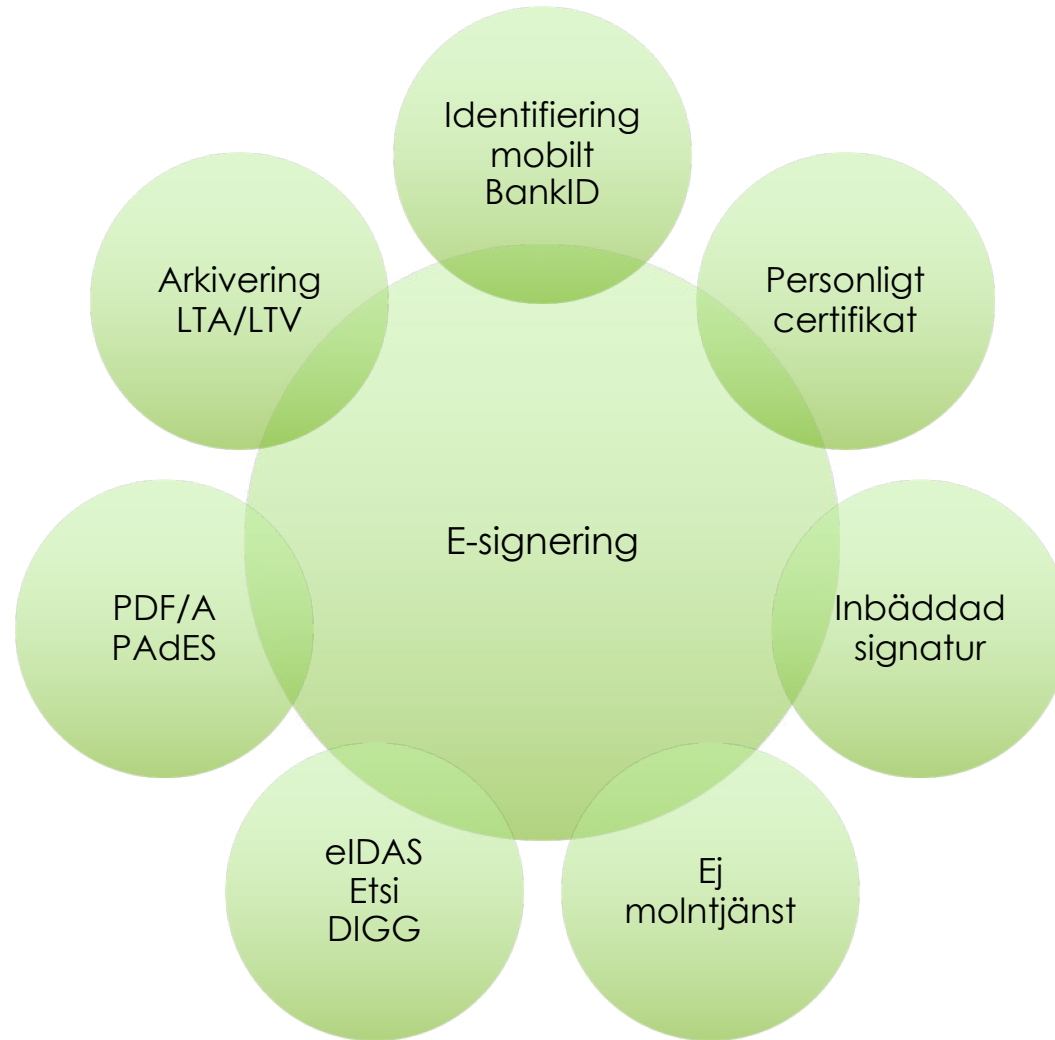 Identifiering
mobilt
BankID
Personligt
certifikat
Inbäddad
signatur
Ej
molntjänst
eIDAS
Etsi
DIGG
PDF/A
PAdES
Arkivering
LTA/LTV
E-signering